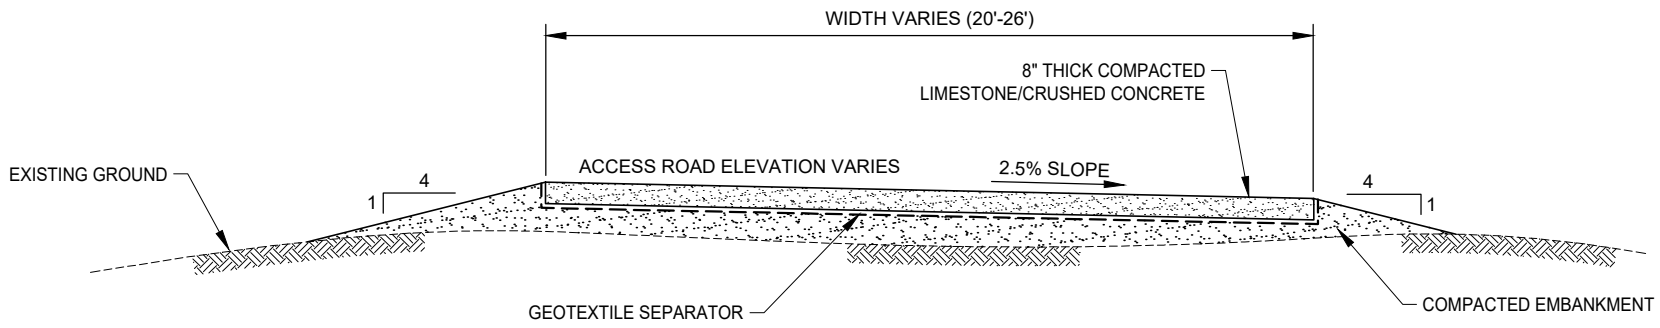 WIDTH VARIES (20'-26')
8" THICK COMPACTED
LIMESTONE/CRUSHED CONCRETE
EXISTING GROUND
ACCESS ROAD ELEVATION VARIES
2.5% SLOPE
4
1
4
1
GEOTEXTILE SEPARATOR
COMPACTED EMBANKMENT